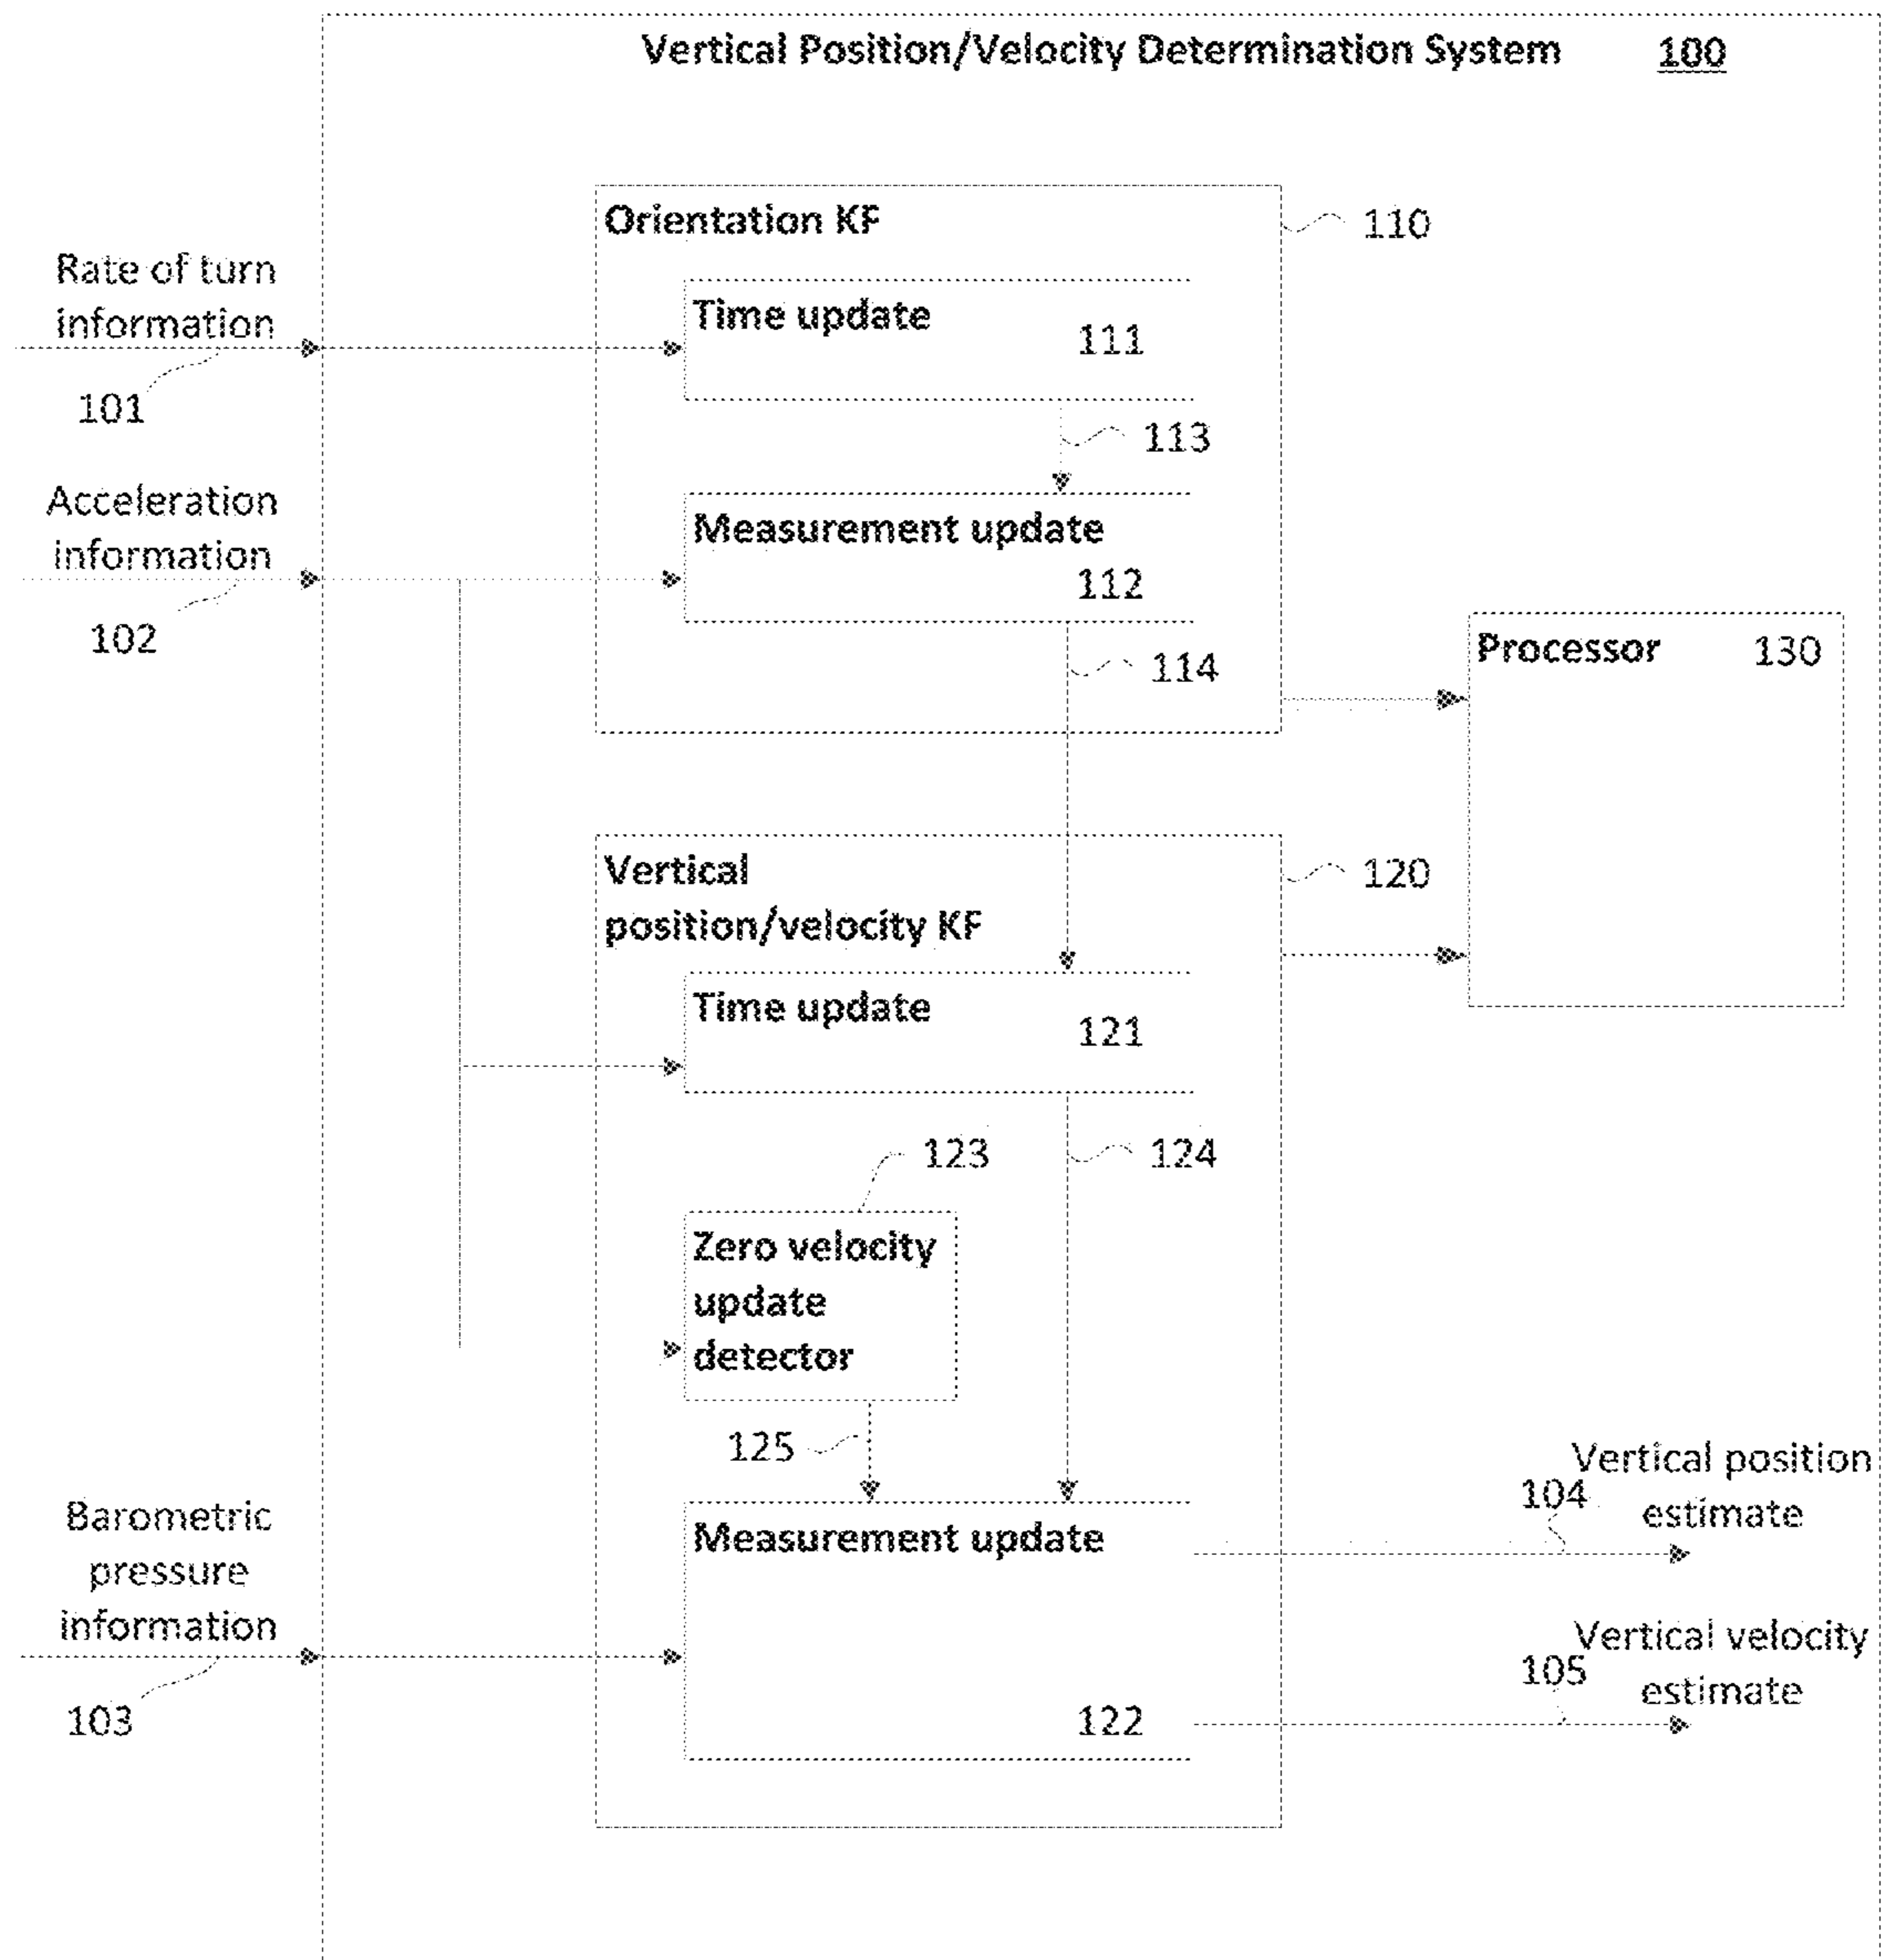 Vertical Position/Velocity Determination System 100
Orientation KF
110
Rate of turn
information
101
Time update
111
113
Acceleration
information
102
Measurement update
112
114
Processor 130
Vertical
position/velocity KF
120
Time update
121
123
124
Zero velocity
update
detector
125
Barometric
pressure
information
103
Measurement update
122
Vertical position
estimate
104
Vertical velocity
estimate
105